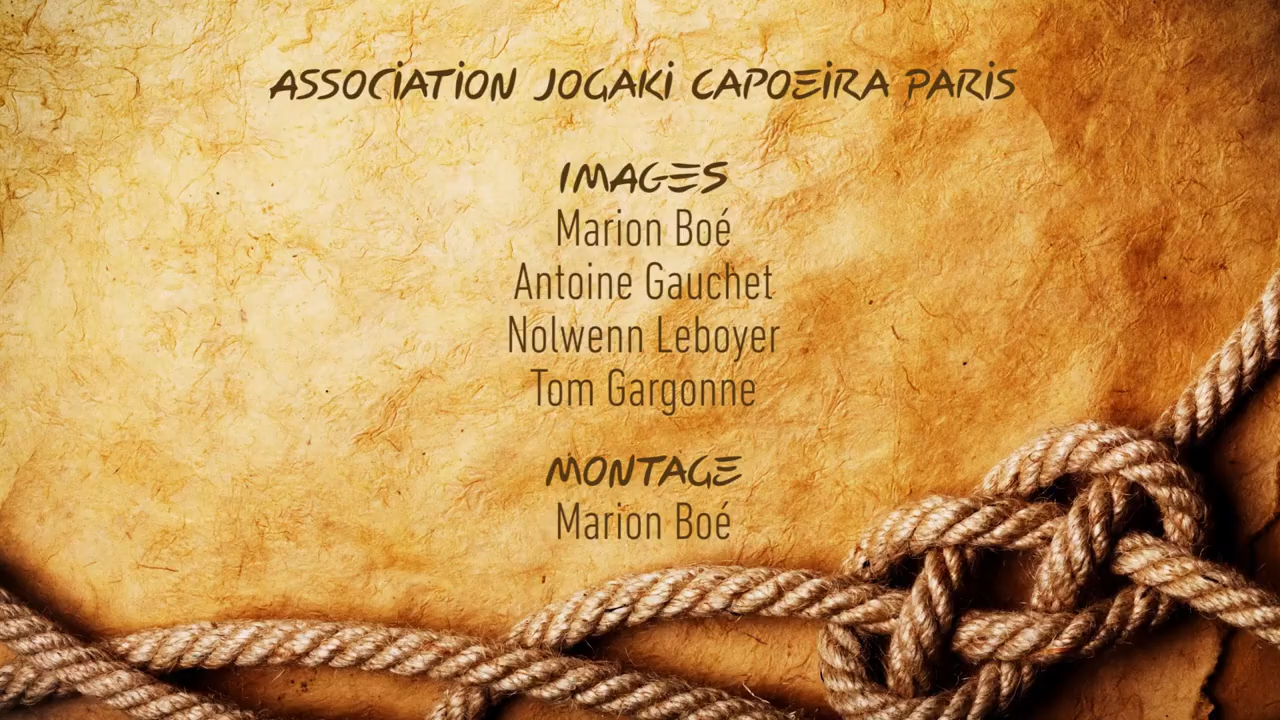 ASSOCIATION JOGAKI CAPOEIRA PARIS
IMAGES
Marion Boé
Antoine Gauchet
Nolwenn Leboyer
Tom Gargonne
MONTAGE
Marion Boé